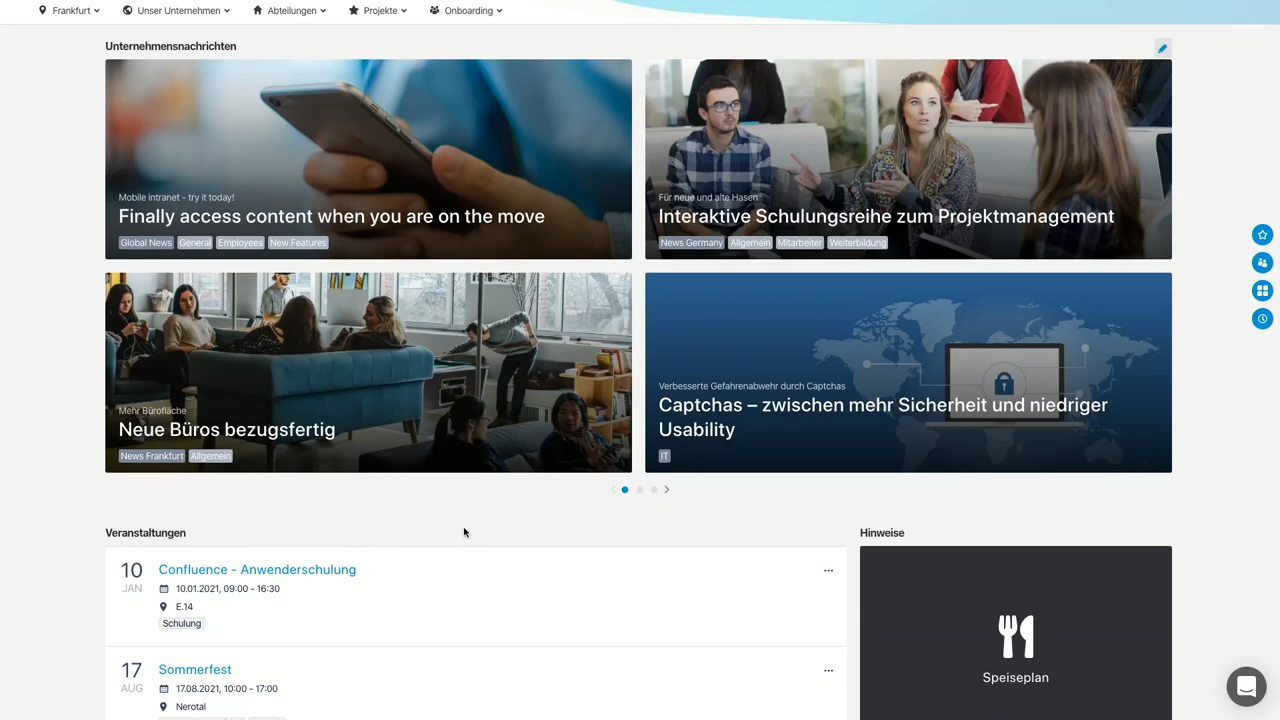 Frankfurt
Unser Unternehmen
Abteilungen
Projekte
Onboarding
Unternehmensnachrichten
Mobile intranet - try it today!
Finally access content when you are on the move
Global News General Employees New Features
Für neue und alte Hasen
Interaktive Schulungsreihe zum Projektmanagement
News Germany Allgemein Mitarbeiter Weiterbildung
Mehr Bürofläche
Neue Büros bezugsfertig
News Frankfurt Allgemein
Verbesserte Gefahrenabwehr durch Captchas
Captchas – zwischen mehr Sicherheit und niedriger
Usability
IT
Veranstaltungen
10
JAN
Confluence - Anwenderschulung
10.01.2021, 09:00 - 16:30
E.14
Schulung
17
AUG
Sommerfest
17.08.2021, 10:00 - 17:00
Nerotal
Hinweise
Speiseplan